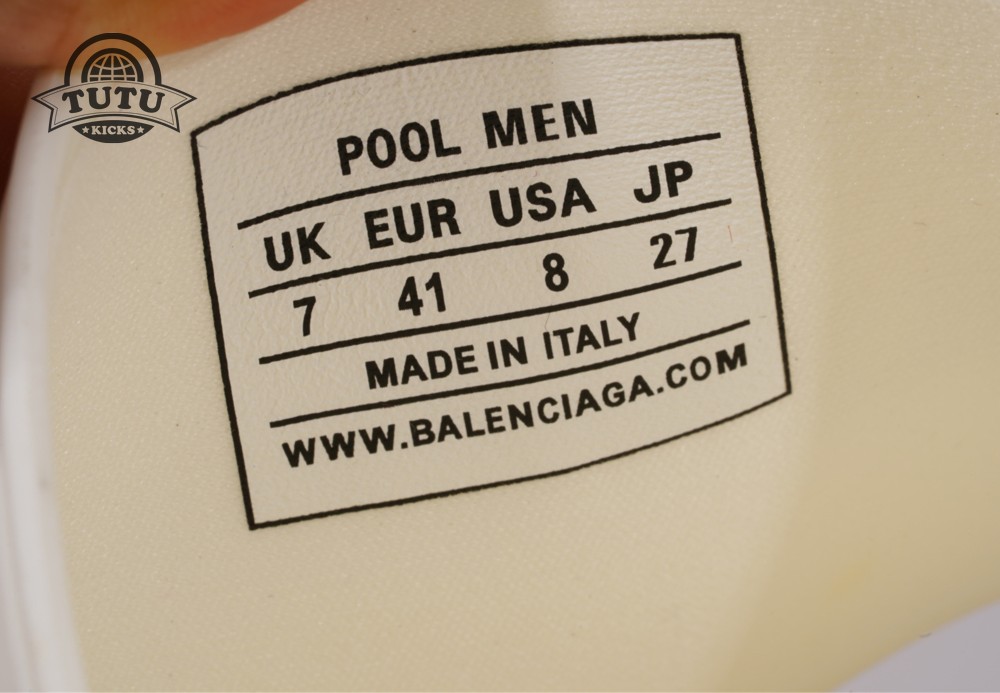 TUTU
KICKS
POOL MEN
UK EUR USA JP
7 41 8 27
MADE IN ITALY
WWW.BALENCIAGA.COM